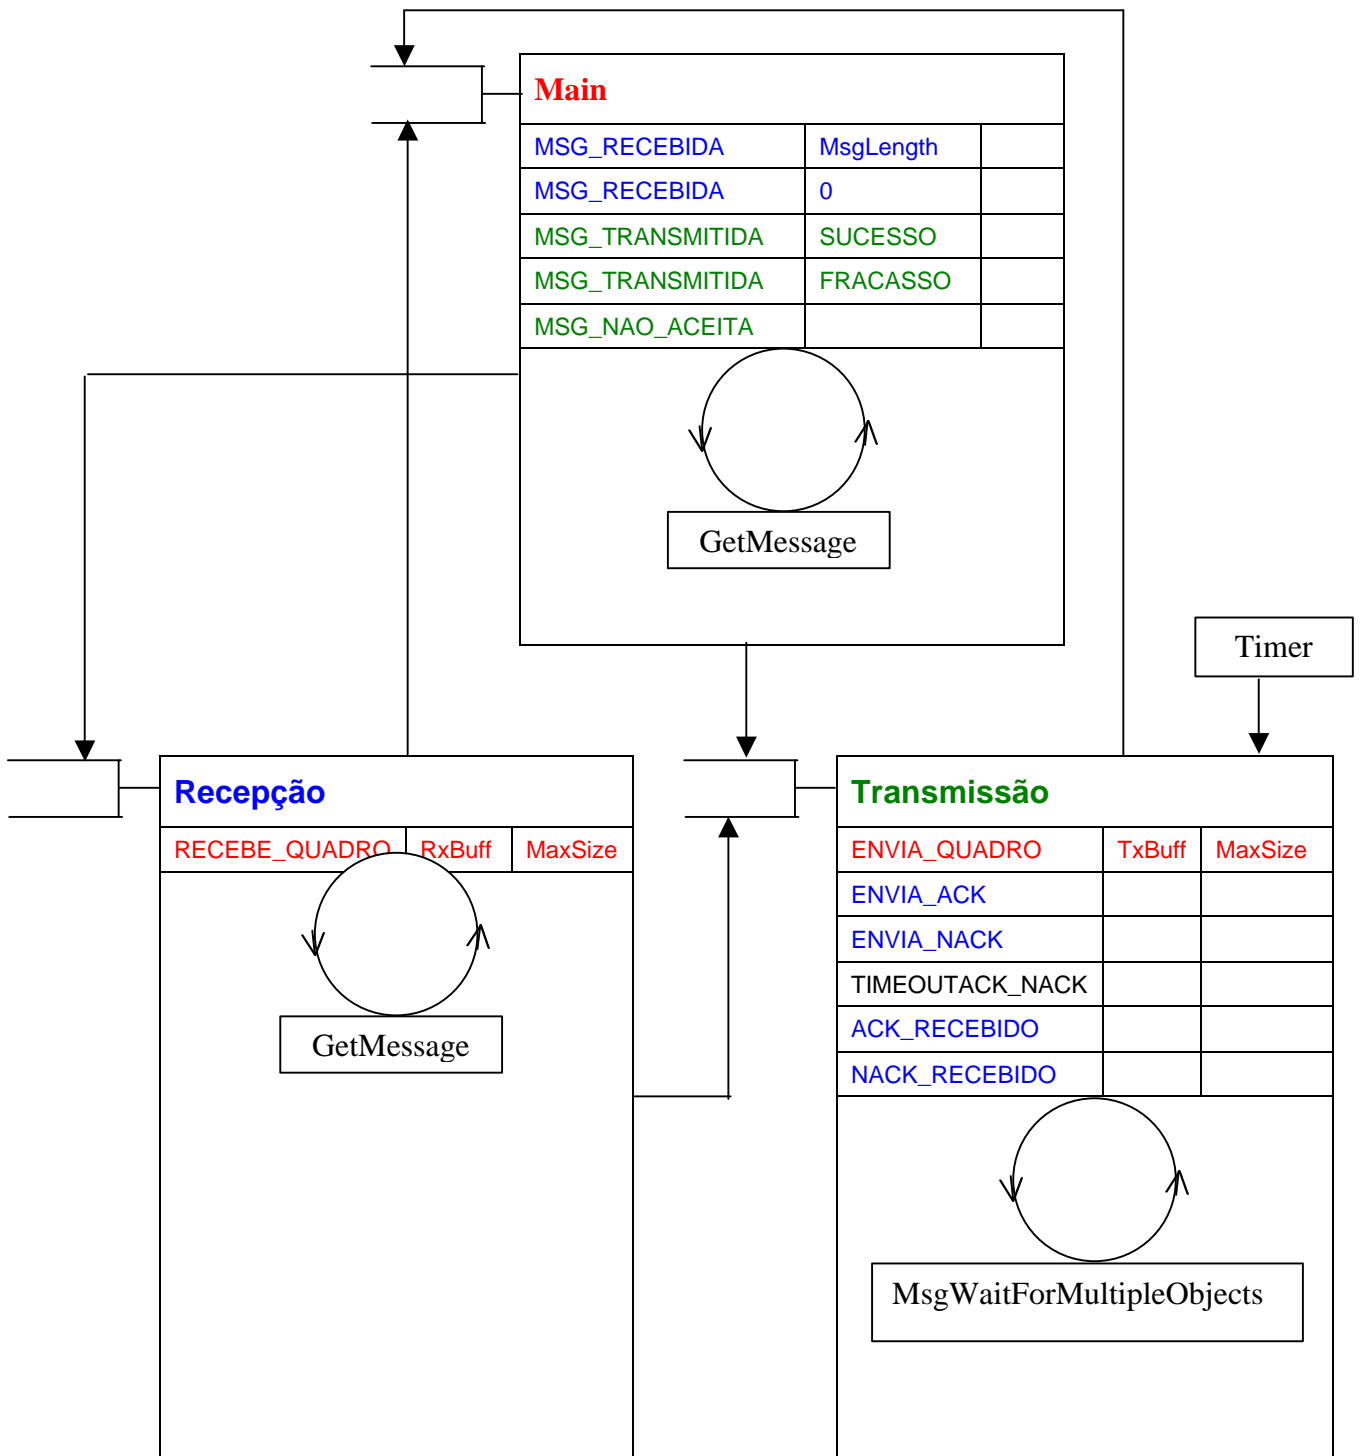 Main
MSG_RECEBIDA MsgLength
MSG_RECEBIDA 0
MSG_TRANSMITIDA SUCESSO
MSG_TRANSMITIDA FRACASSO
MSG_NAO_ACEITA
GetMessage
Timer
Recepção
RECEBE_QUADRO RxBuff MaxSize
GetMessage
Transmissão
ENVIA_QUADRO TxBuff MaxSize
ENVIA_ACK
ENVIA_NACK
TIMEOUTACK_NACK
ACK_RECEBIDO
NACK_RECEBIDO
MsgWaitForMultipleObjects